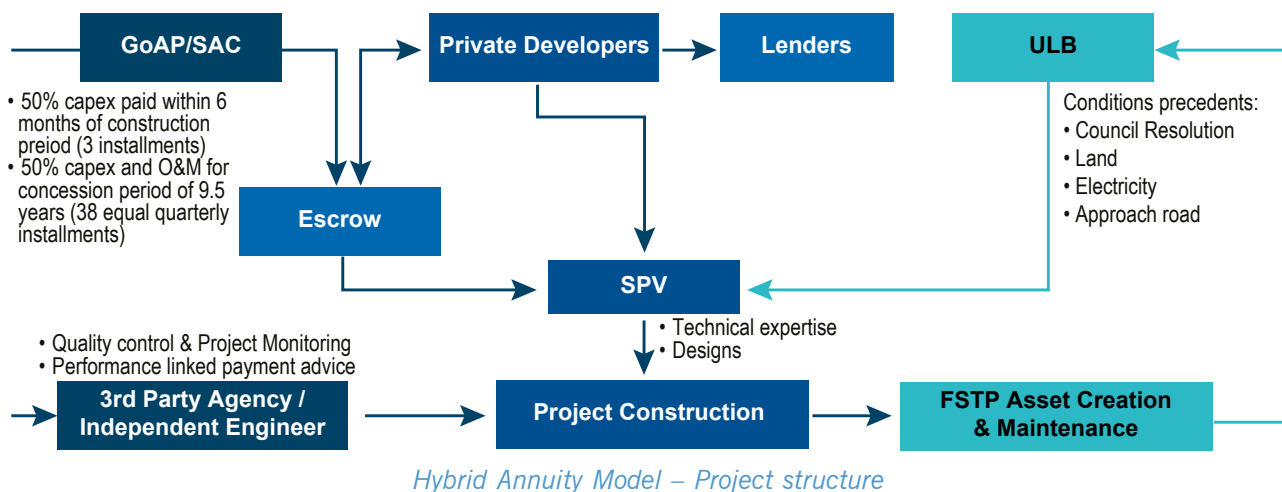 GoAP/SAC
Private Developers
Lenders
ULB
• 50% capex paid within 6
months of construction
preiod (3 installments)
• 50% capex and O&M for
concession period of 9.5
years (38 equal quarterly
installments)
Conditions precedents:
• Council Resolution
• Land
• Electricity
• Approach road
Escrow
SPV
• Technical expertise
• Designs
• Quality control & Project Monitoring
• Performance linked payment advice
3rd Party Agency /
Independent Engineer
Project Construction
FSTP Asset Creation
& Maintenance
Hybrid Annuity Model – Project structure